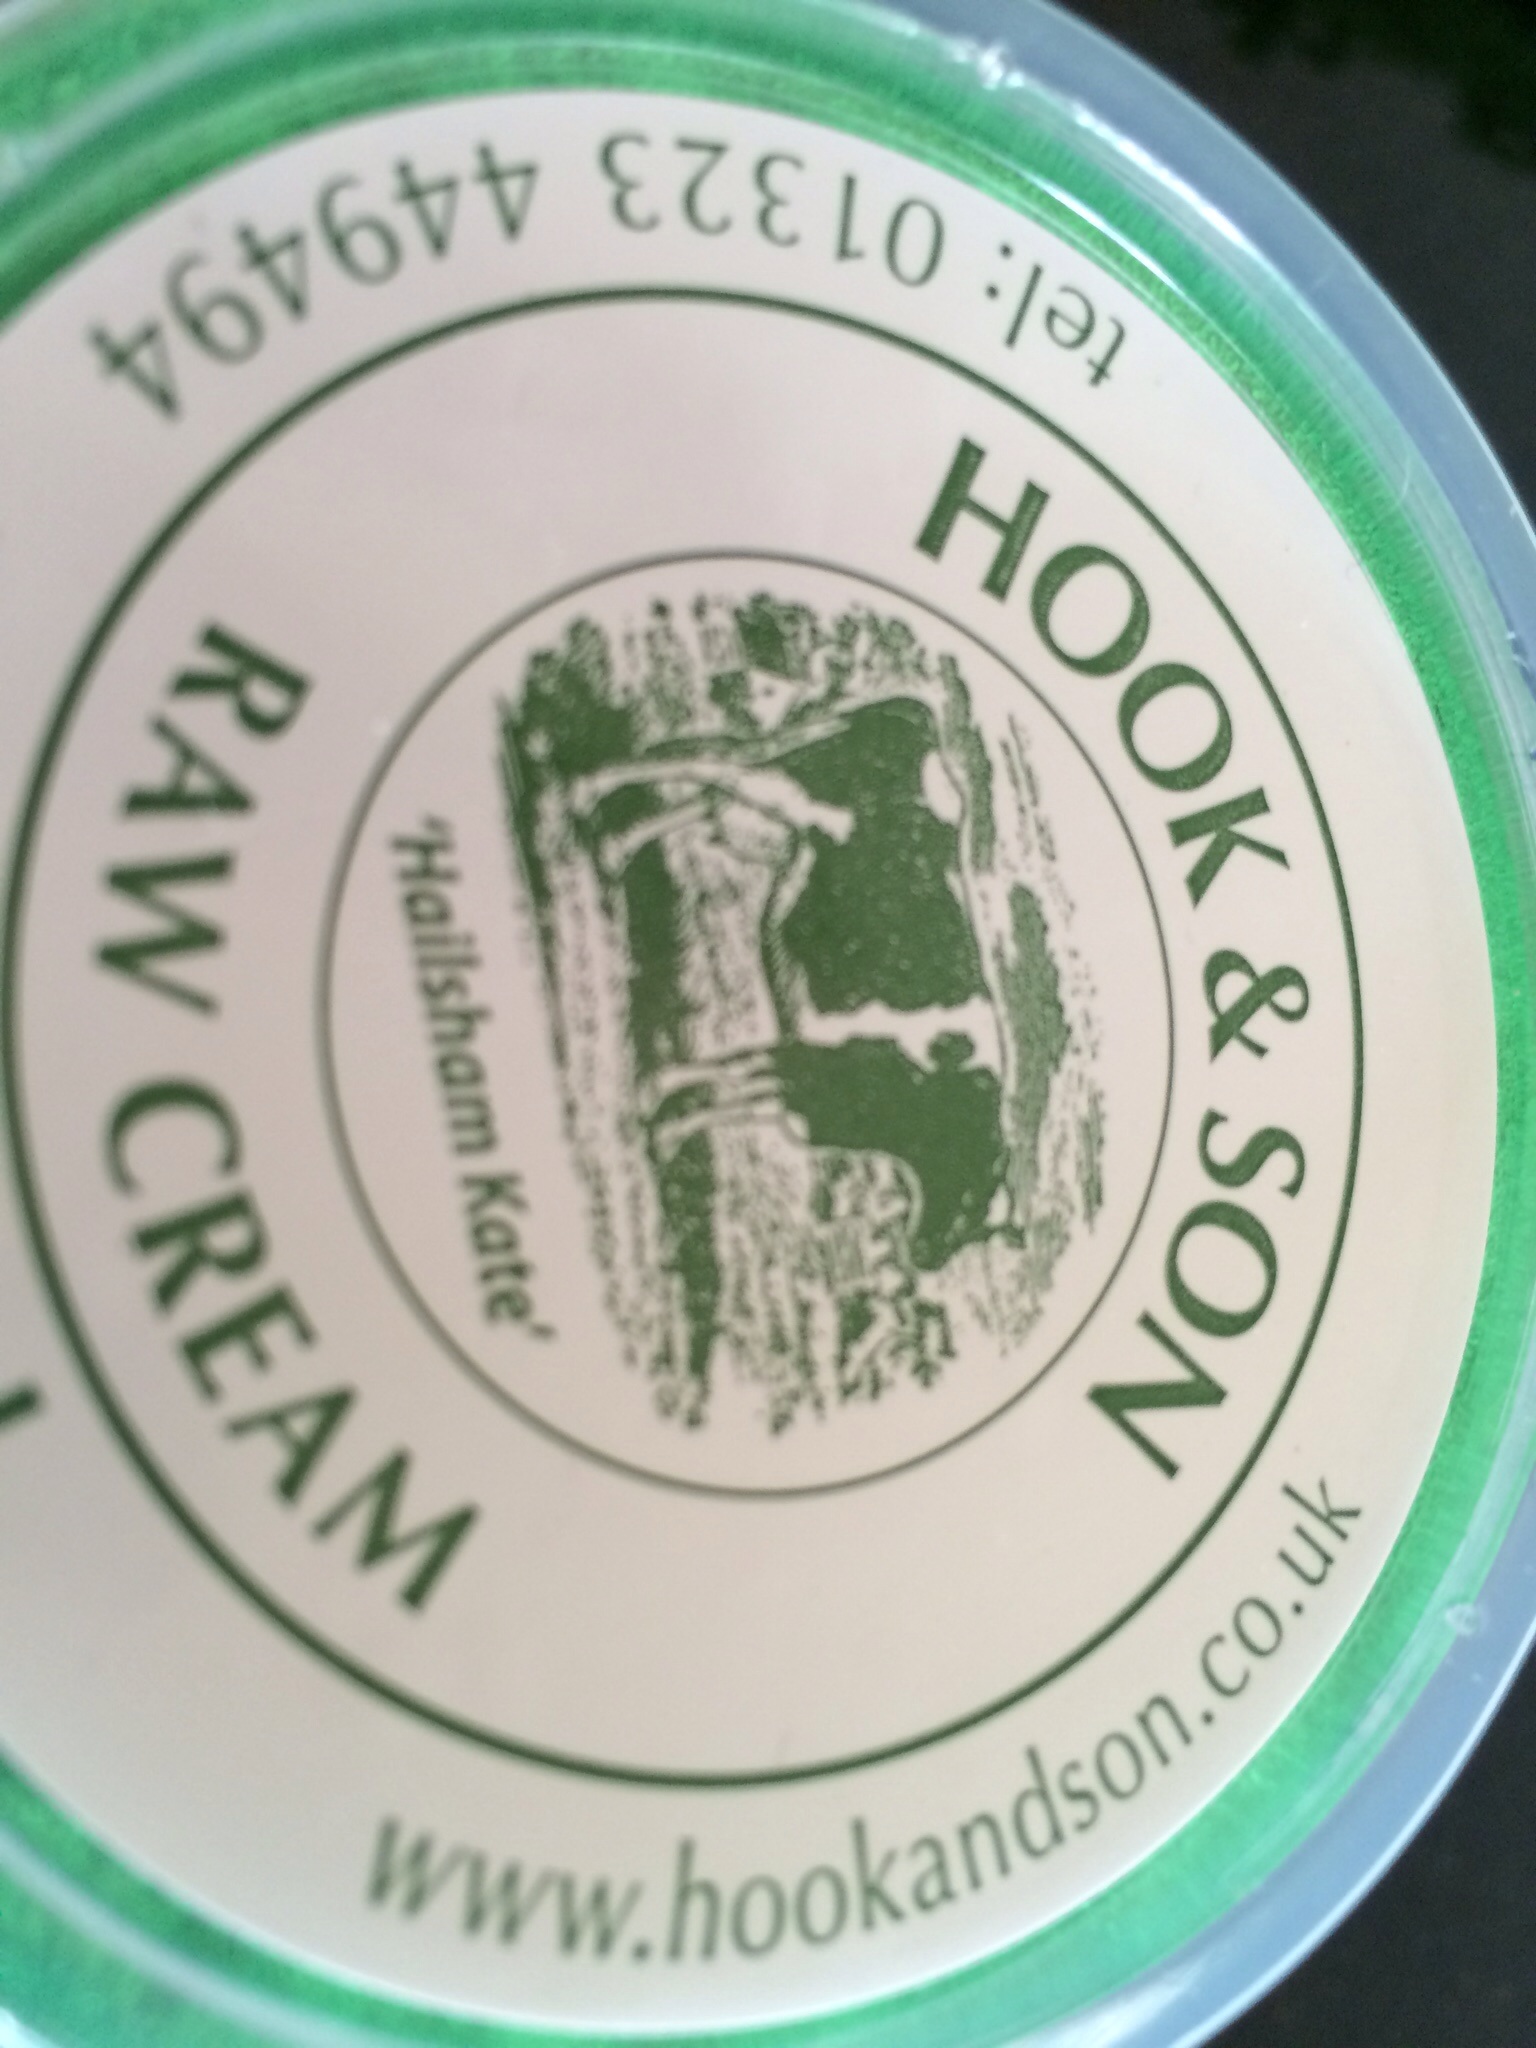 HOOK & SON
'Hailsham Kate'
RAW CREAM
www.hookandson.co.uk
tel: 01323 449494